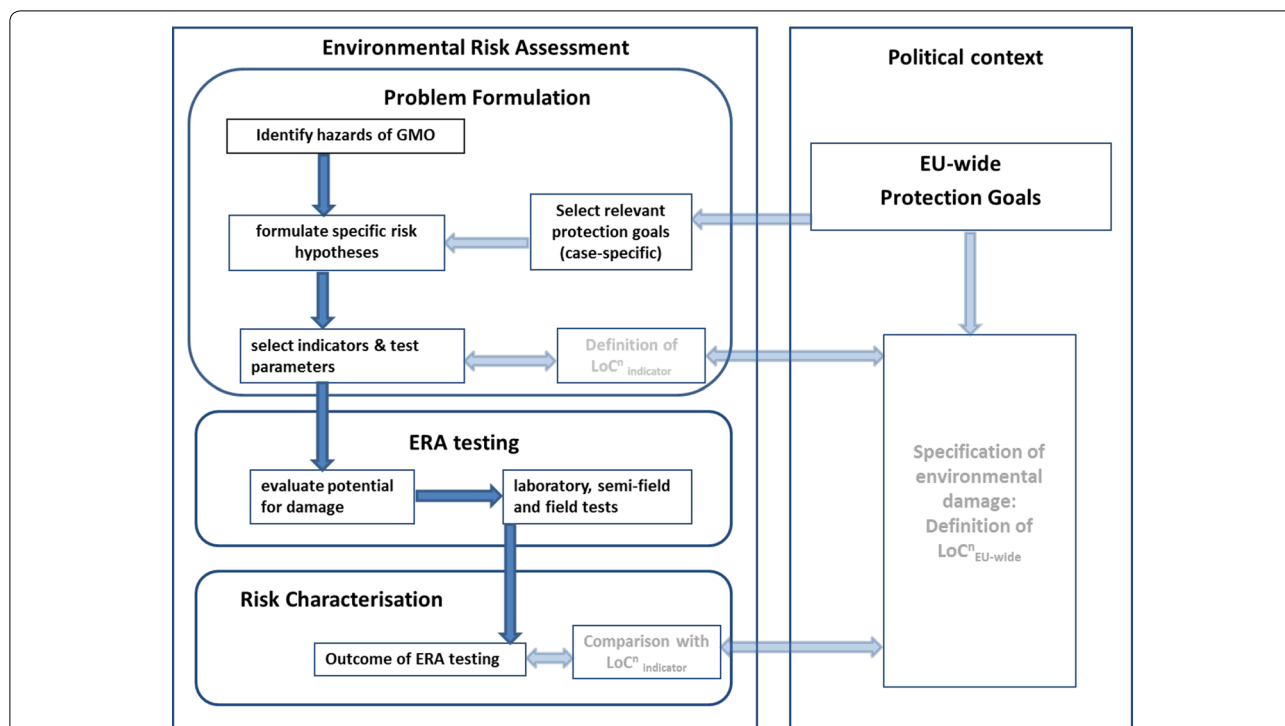 Environmental Risk Assessment
Problem Formulation
Identify hazards of GMO
formulate specific risk
hypotheses
Select relevant
protection goals
(case-specific)
select indicators & test
parameters
Definition of
LoCⁿ indicator
ERA testing
evaluate potential
for damage
laboratory, semi-field
and field tests
Risk Characterisation
Outcome of ERA testing
Comparison with
LoCⁿ indicator
Political context
EU-wide
Protection Goals
Specification of
environmental
damage:
Definition of
LoCⁿ EU-wide